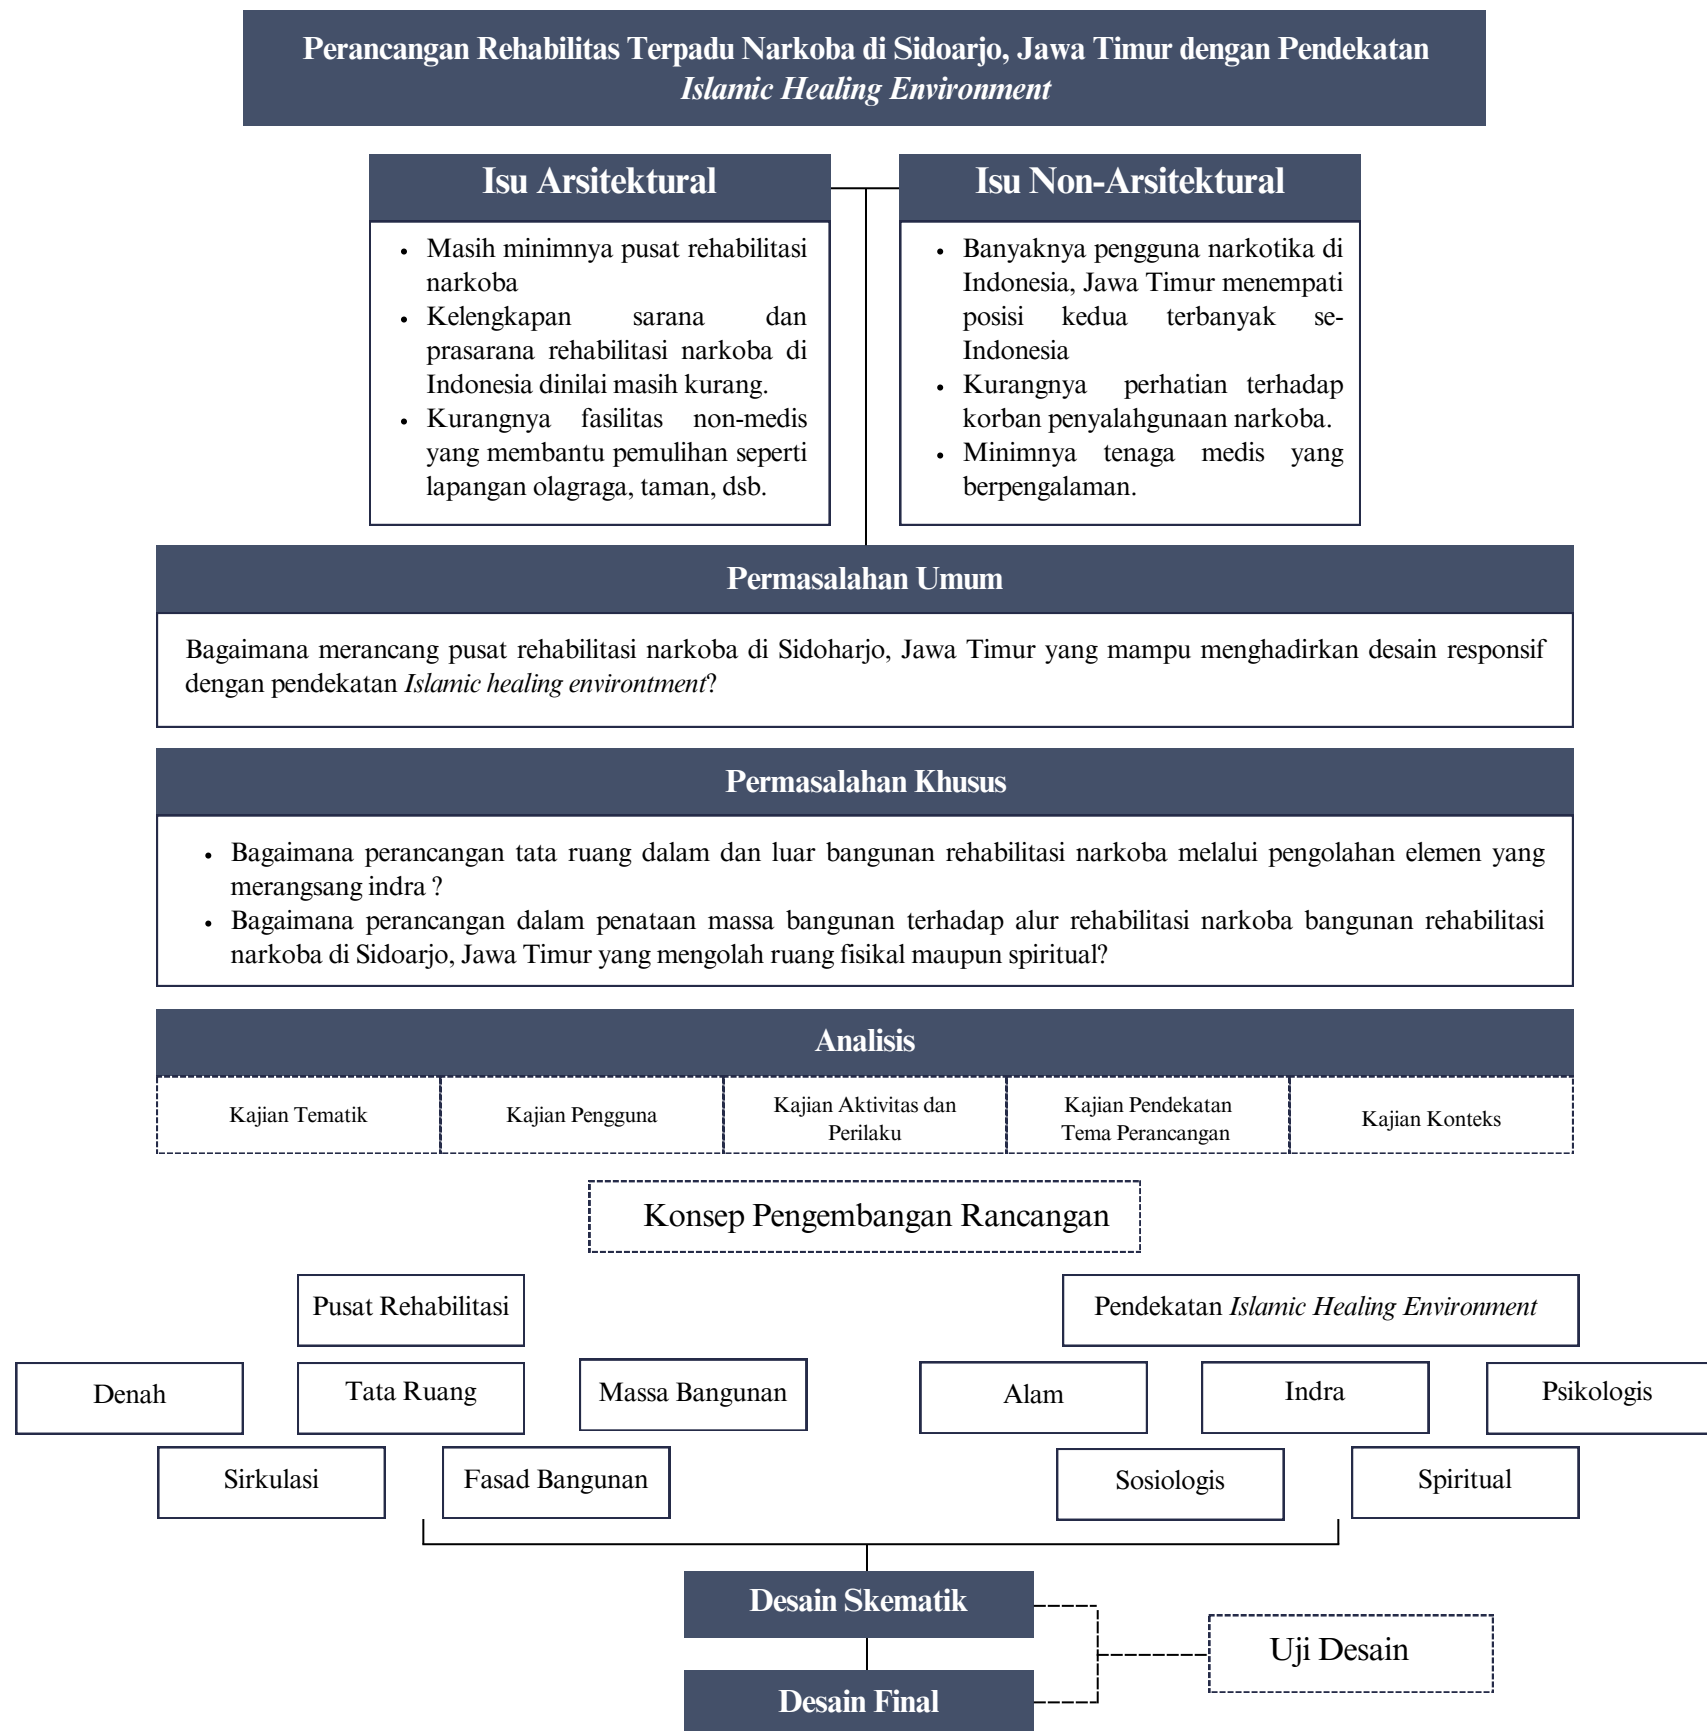 Perancangan Rehabilitas Terpadu Narkoba di Sidoarjo, Jawa Timur dengan Pendekatan
Islamic Healing Environment
Isu Arsitektural
• Masih minimnya pusat rehabilitasi
narkoba
• Kelengkapan sarana dan
prasarana rehabilitasi narkoba di
Indonesia dinilai masih kurang.
• Kurangnya fasilitas non-medis
yang membantu pemulihan seperti
lapangan olagraga, taman, dsb.
Isu Non-Arsitektural
• Banyaknya pengguna narkotika di
Indonesia, Jawa Timur menempati
posisi kedua terbanyak se-
Indonesia
• Kurangnya perhatian terhadap
korban penyalahgunaan narkoba.
• Minimnya tenaga medis yang
berpengalaman.
Permasalahan Umum
Bagaimana merancang pusat rehabilitasi narkoba di Sidoharjo, Jawa Timur yang mampu menghadirkan desain responsif
dengan pendekatan Islamic healing environtment?
Permasalahan Khusus
• Bagaimana perancangan tata ruang dalam dan luar bangunan rehabilitasi narkoba melalui pengolahan elemen yang
merangsang indra ?
• Bagaimana perancangan dalam penataan massa bangunan terhadap alur rehabilitasi narkoba bangunan rehabilitasi
narkoba di Sidoarjo, Jawa Timur yang mengolah ruang fisikal maupun spiritual?
Analisis
Kajian Tematik
Kajian Pengguna
Kajian Aktivitas dan
Perilaku
Kajian Pendekatan
Tema Perancangan
Kajian Konteks
Konsep Pengembangan Rancangan
Pusat Rehabilitasi
Denah
Tata Ruang
Massa Bangunan
Sirkulasi
Fasad Bangunan
Pendekatan Islamic Healing Environment
Alam
Indra
Psikologis
Sosiologis
Spiritual
Desain Skematik
Uji Desain
Desain Final